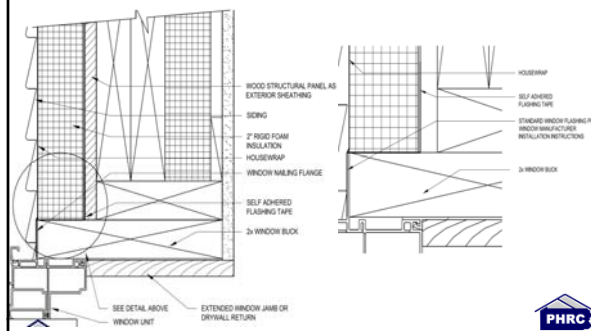 WOOD STRUCTURAL PANEL AS
EXTERIOR SHEATHING
SIDING
2" RIGID FOAM
INSULATION
HOUSEWRAP
WINDOW NAILING FLANGE
SELF ADHERED
FLASHING TAPE
2x WINDOW BUCK
SEE DETAIL ABOVE
WINDOW UNIT
EXTENDED WINDOW JAMB OR
DRYWALL RETURN
HOUSEWRAP
SELF ADHERED
FLASHING TAPE
STANDARD WINDOW FLASHING
WINDOW MANUFACTURER
INSTALLATION INSTRUCTIONS
2x WINDOW BUCK
PHRC